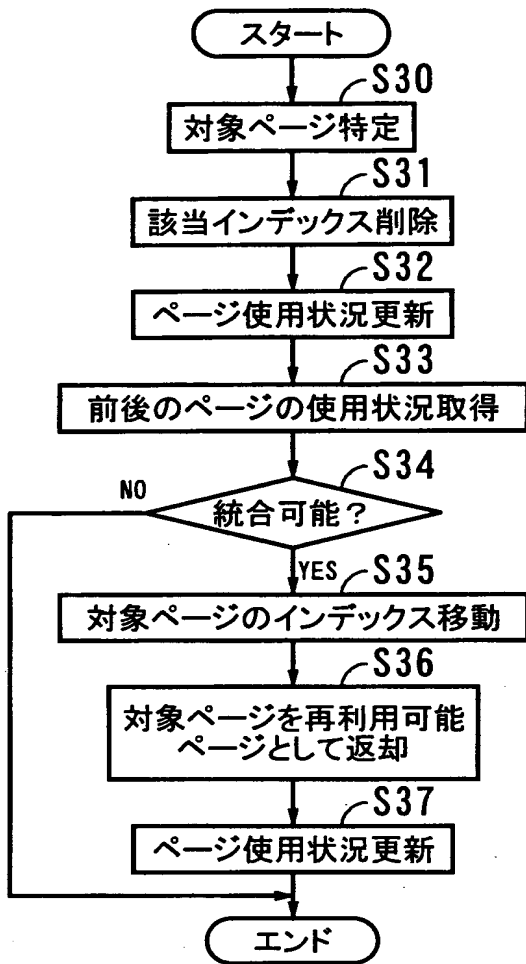 スタート
S30
対象ページ特定
S31
該当インデックス削除
S32
ページ使用状況更新
S33
前後のページの使用状況取得
S34
NO
統合可能？
YES
S35
対象ページのインデックス移動
S36
対象ページを再利用可能
ページとして返却
S37
ページ使用状況更新
エンド